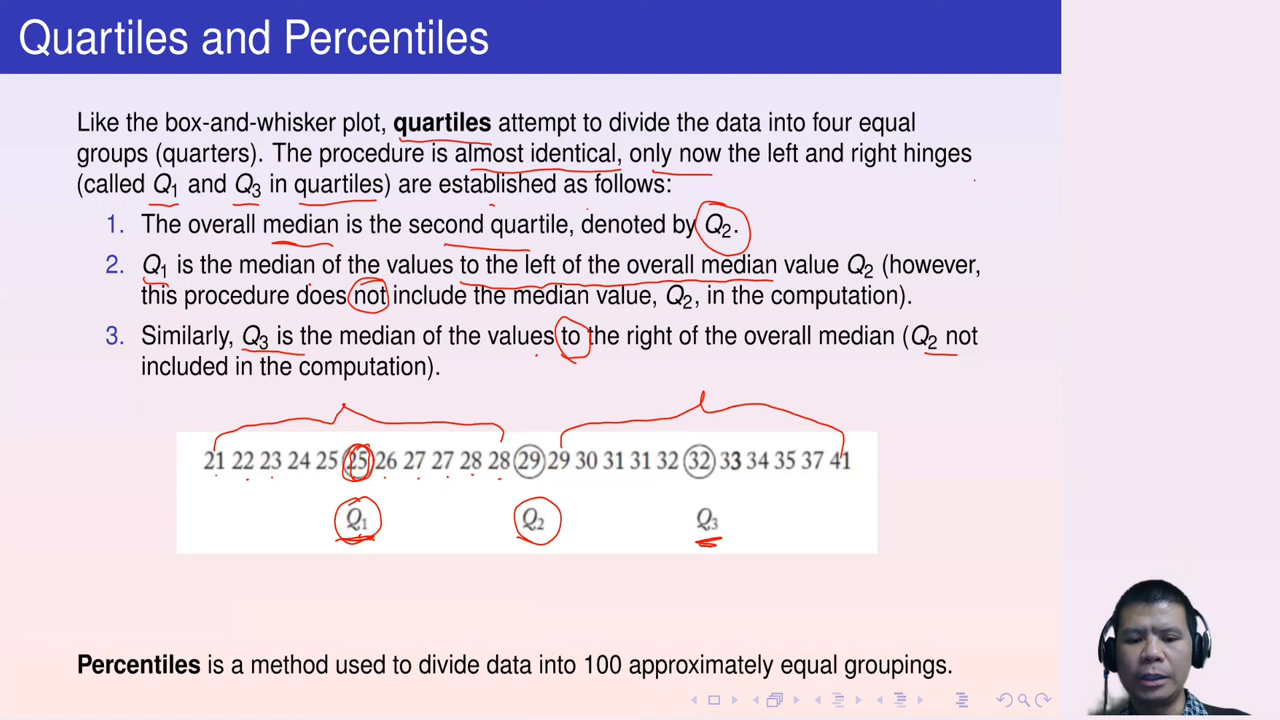 Quartiles and Percentiles
Like the box-and-whisker plot, quartiles attempt to divide the data into four equal
groups (quarters). The procedure is almost identical, only now the left and right hinges
(called Q1 and Q3 in quartiles) are established as follows:
1. The overall median is the second quartile, denoted by Q2.
2. Q1 is the median of the values to the left of the overall median value Q2 (however,
this procedure does not include the median value, Q2, in the computation).
3. Similarly, Q3 is the median of the values to the right of the overall median (Q2 not
included in the computation).
21 22 23 24 25 25 26 27 27 28 28 29 29 30 31 31 32 32 33 34 35 37 41
Q1 Q2 Q3
Percentiles is a method used to divide data into 100 approximately equal groupings.